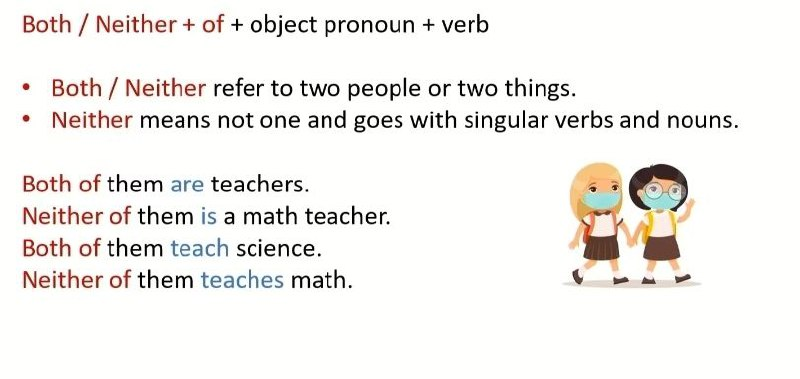 Both / Neither + of + object pronoun + verb
• Both / Neither refer to two people or two things.
• Neither means not one and goes with singular verbs and nouns.
Both of them are teachers.
Neither of them is a math teacher.
Both of them teach science.
Neither of them teaches math.